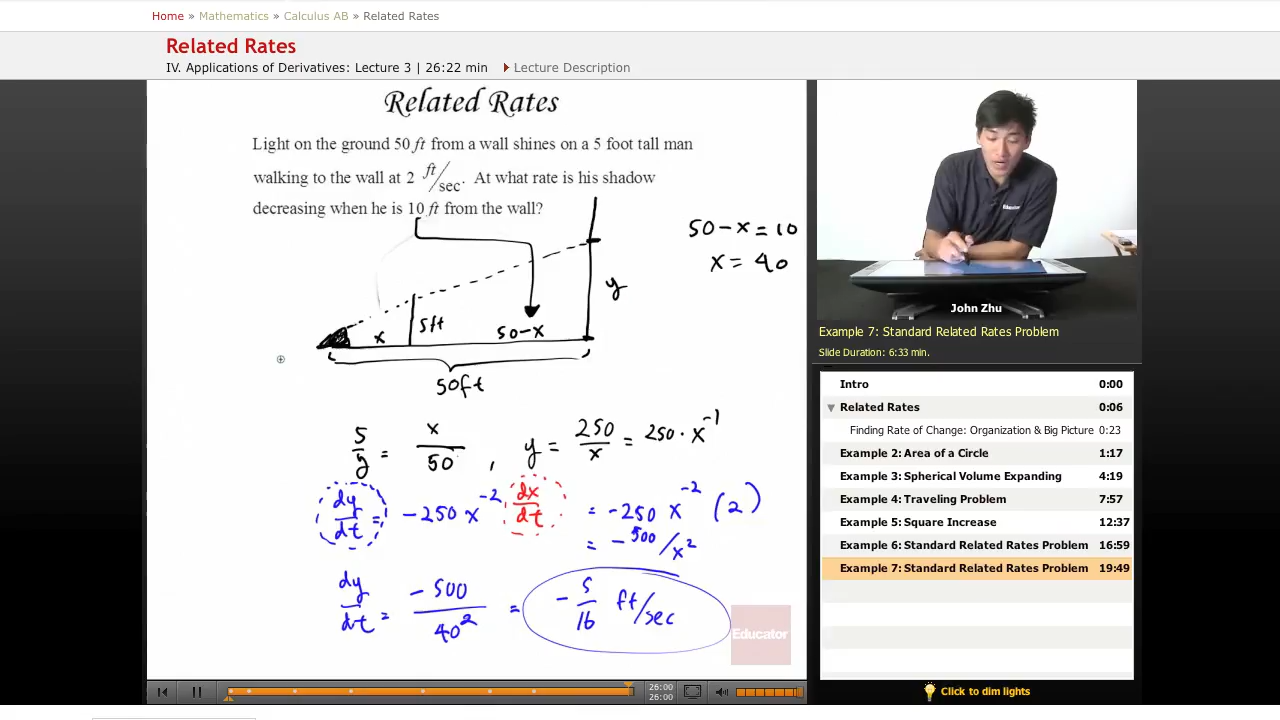 Home » Mathematics » Calculus AB » Related Rates
Related Rates
IV. Applications of Derivatives: Lecture 3 | 26:22 min Lecture Description
Related Rates
Light on the ground 50 ft from a wall shines on a 5 foot tall man
walking to the wall at 2 ft/sec. At what rate is his shadow
decreasing when he is 10 ft from the wall?
50-x=10
x= 40
y
x
5ft
50-x
50ft
5/y = x/50, y = 250/x = 250·x^-1
dy/dt = -250 x^-2 dx/dt = -250 x^-2 (2)
= -500/x^2
dy/dt = -500/40^2 = -5/16 ft/sec
Educator
Educator
John Zhu
Example 7: Standard Related Rates Problem
Slide Duration: 6:33 min.
Intro 0:00
Related Rates 0:06
Finding Rate of Change: Organization & Big Picture 0:23
Example 2: Area of a Circle 1:17
Example 3: Spherical Volume Expanding 4:19
Example 4: Traveling Problem 7:57
Example 5: Square Increase 12:37
Example 6: Standard Related Rates Problem 16:59
Example 7: Standard Related Rates Problem 19:49
26:00
26:00
Click to dim lights